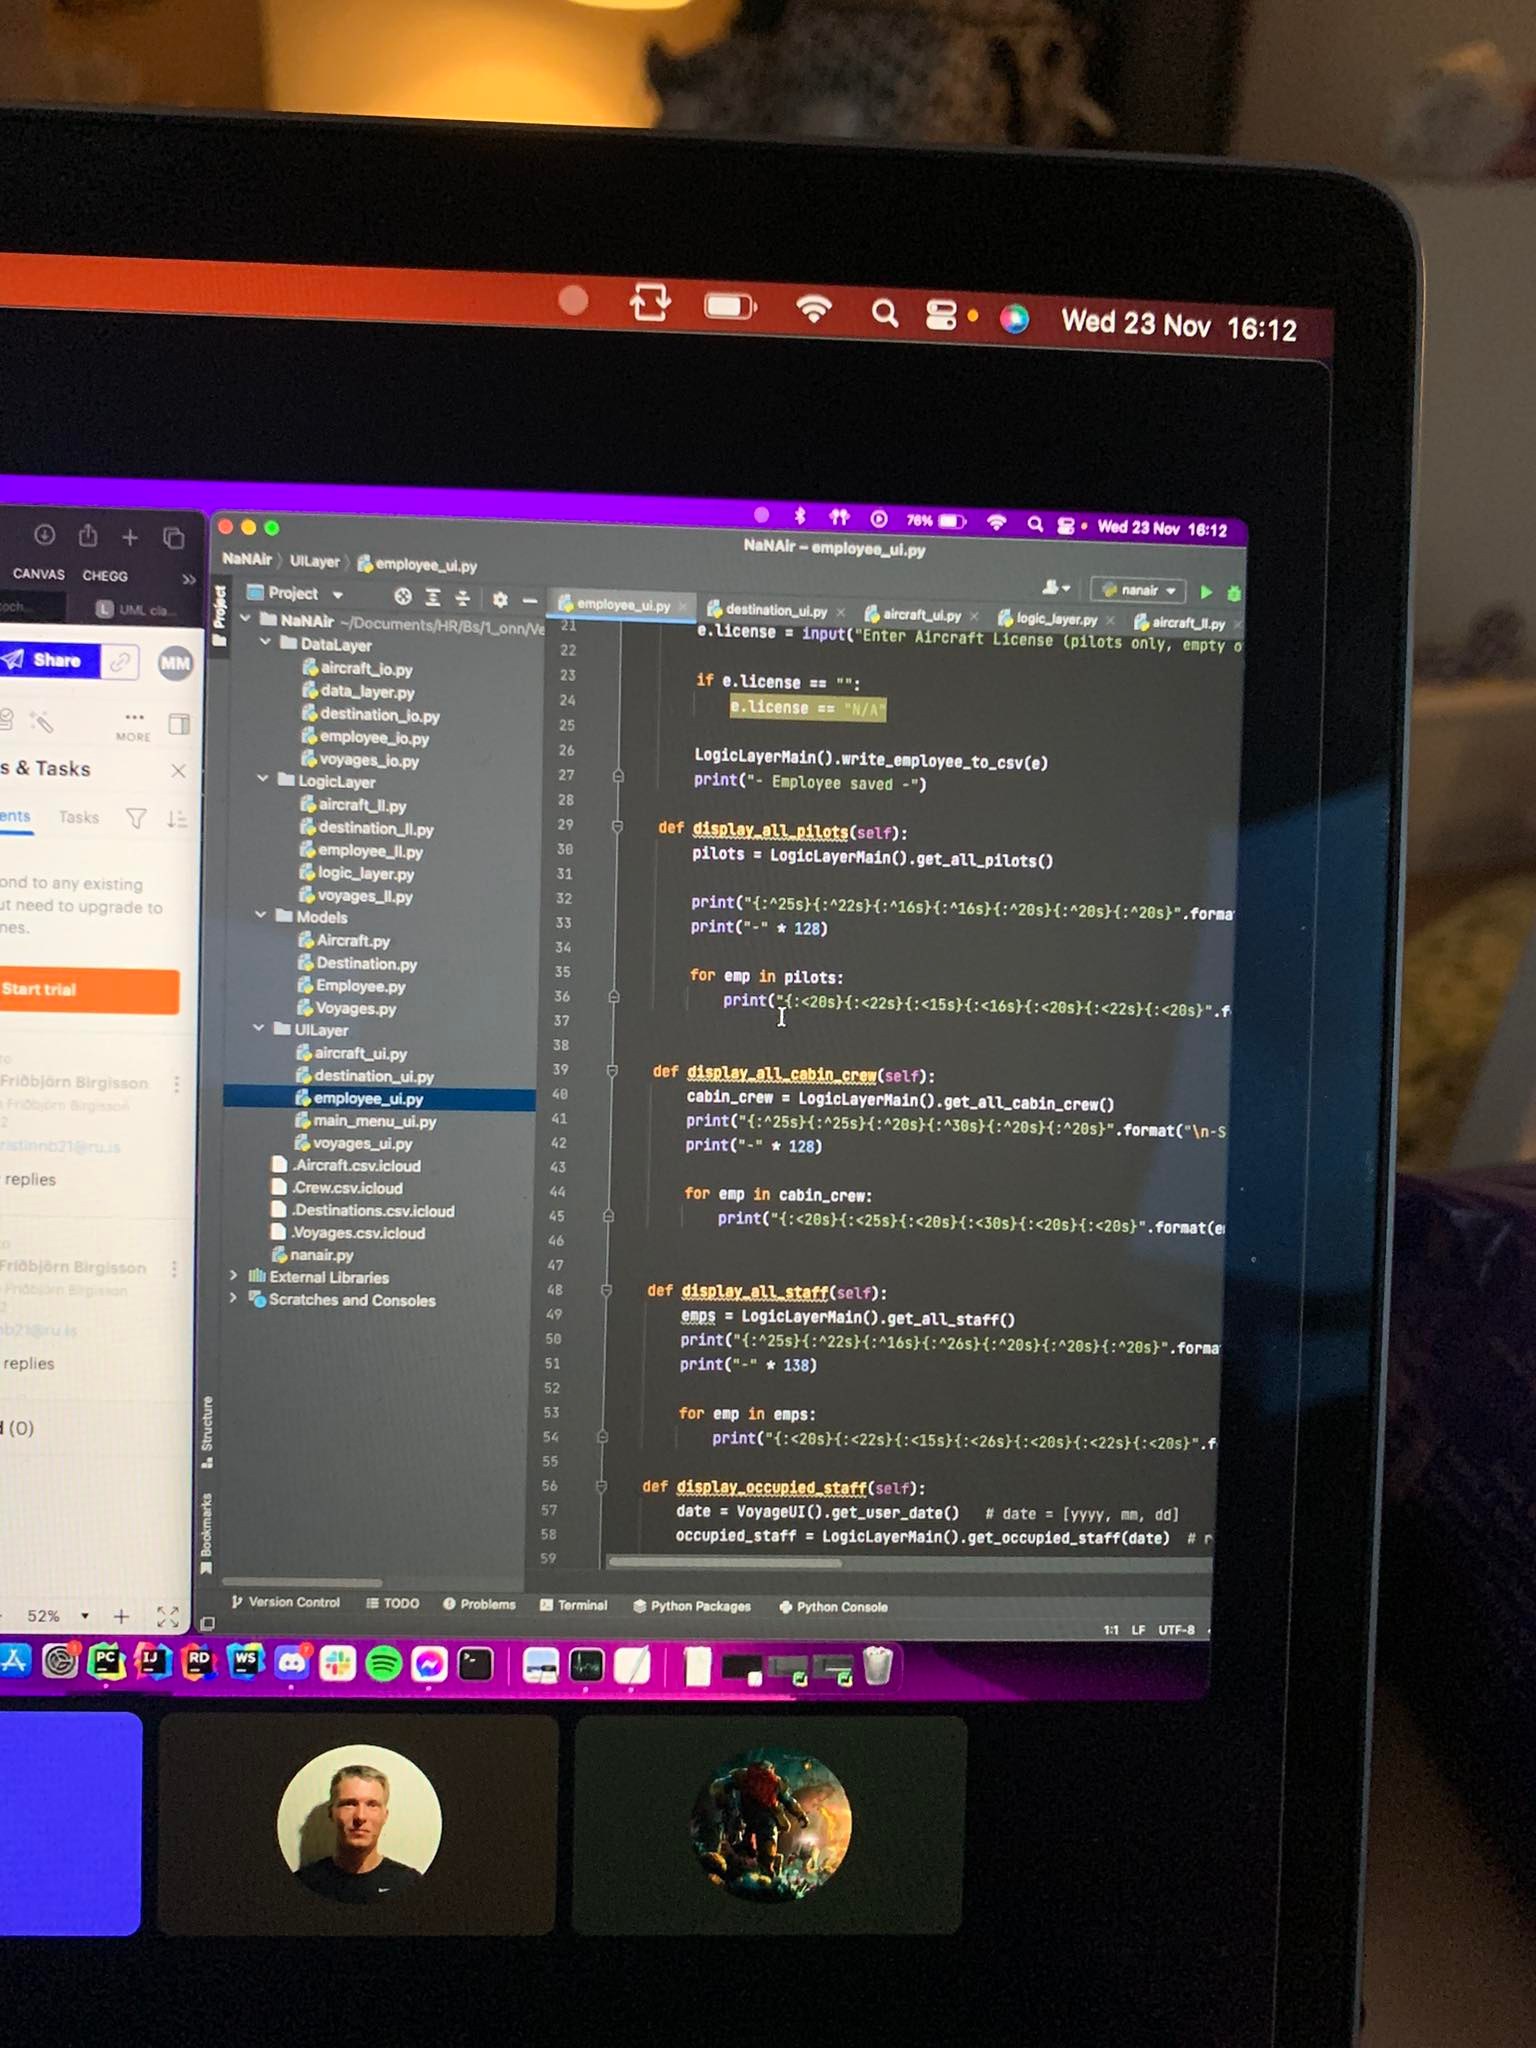 Wed 23 Nov 16:12
76%
Wed 23 Nov 16:12
NaNAir – employee_ui.py
NaNAir
UILayer
employee_ui.py
nanair
CANVAS
CHEGG
UML cla...
Share
MM
MORE
s & Tasks
ents
Tasks
ond to any existing
ut need to upgrade to
nes.
Start trial
Friðbjörn Birgisson
Friðbjörn Birgisson
ristinnb21@ru.is
replies
Friðbjörn Birgisson
Friðbjörn Birgisson
nb21@ru.is
replies
(0)
52%
Project
Structure
Bookmarks
Project
NaNAir ~/Documents/HR/Bs/1_onn/Ve
DataLayer
aircraft_io.py
data_layer.py
destination_io.py
employee_io.py
voyages_io.py
LogicLayer
aircraft_ll.py
destination_ll.py
employee_ll.py
logic_layer.py
voyages_ll.py
Models
Aircraft.py
Destination.py
Employee.py
Voyages.py
UILayer
aircraft_ui.py
destination_ui.py
employee_ui.py
main_menu_ui.py
voyages_ui.py
.Aircraft.csv.icloud
.Crew.csv.icloud
.Destinations.csv.icloud
.Voyages.csv.icloud
nanair.py
External Libraries
Scratches and Consoles
employee_ui.py
destination_ui.py
aircraft_ui.py
logic_layer.py
aircraft_ll.py
21 e.license = input("Enter Aircraft License (pilots only, empty o
22
23 if e.license == "":
24 e.license == "N/A"
25
26 LogicLayerMain().write_employee_to_csv(e)
27 print("- Employee saved -")
28
29 def display_all_pilots(self):
30 pilots = LogicLayerMain().get_all_pilots()
31
32 print("{:^25s}{:^22s}{:^16s}{:^16s}{:^20s}{:^20s}{:^20s}".forma
33 print("-" * 128)
34
35 for emp in pilots:
36 print("{:<20s}{:<22s}{:<15s}{:<16s}{:<20s}{:<22s}{:<20s}".f
37
38
39 def display_all_cabin_crew(self):
40 cabin_crew = LogicLayerMain().get_all_cabin_crew()
41 print("{:^25s}{:^25s}{:^20s}{:^30s}{:^20s}{:^20s}".format("\n-S
42 print("-" * 128)
43
44 for emp in cabin_crew:
45 print("{:<20s}{:<25s}{:<20s}{:<30s}{:<20s}{:<20s}".format(e
46
47
48 def display_all_staff(self):
49 emps = LogicLayerMain().get_all_staff()
50 print("{:^25s}{:^22s}{:^16s}{:^26s}{:^20s}{:^20s}{:^20s}".forma
51 print("-" * 138)
52
53 for emp in emps:
54 print("{:<20s}{:<22s}{:<15s}{:<26s}{:<20s}{:<22s}{:<20s}".f
55
56 def display_occupied_staff(self):
57 date = VoyageUI().get_user_date() # date = [yyyy, mm, dd]
58 occupied_staff = LogicLayerMain().get_occupied_staff(date) # r
59
Version Control
TODO
Problems
Terminal
Python Packages
Python Console
1:1 LF UTF-8
PC
IJ
RD
WS